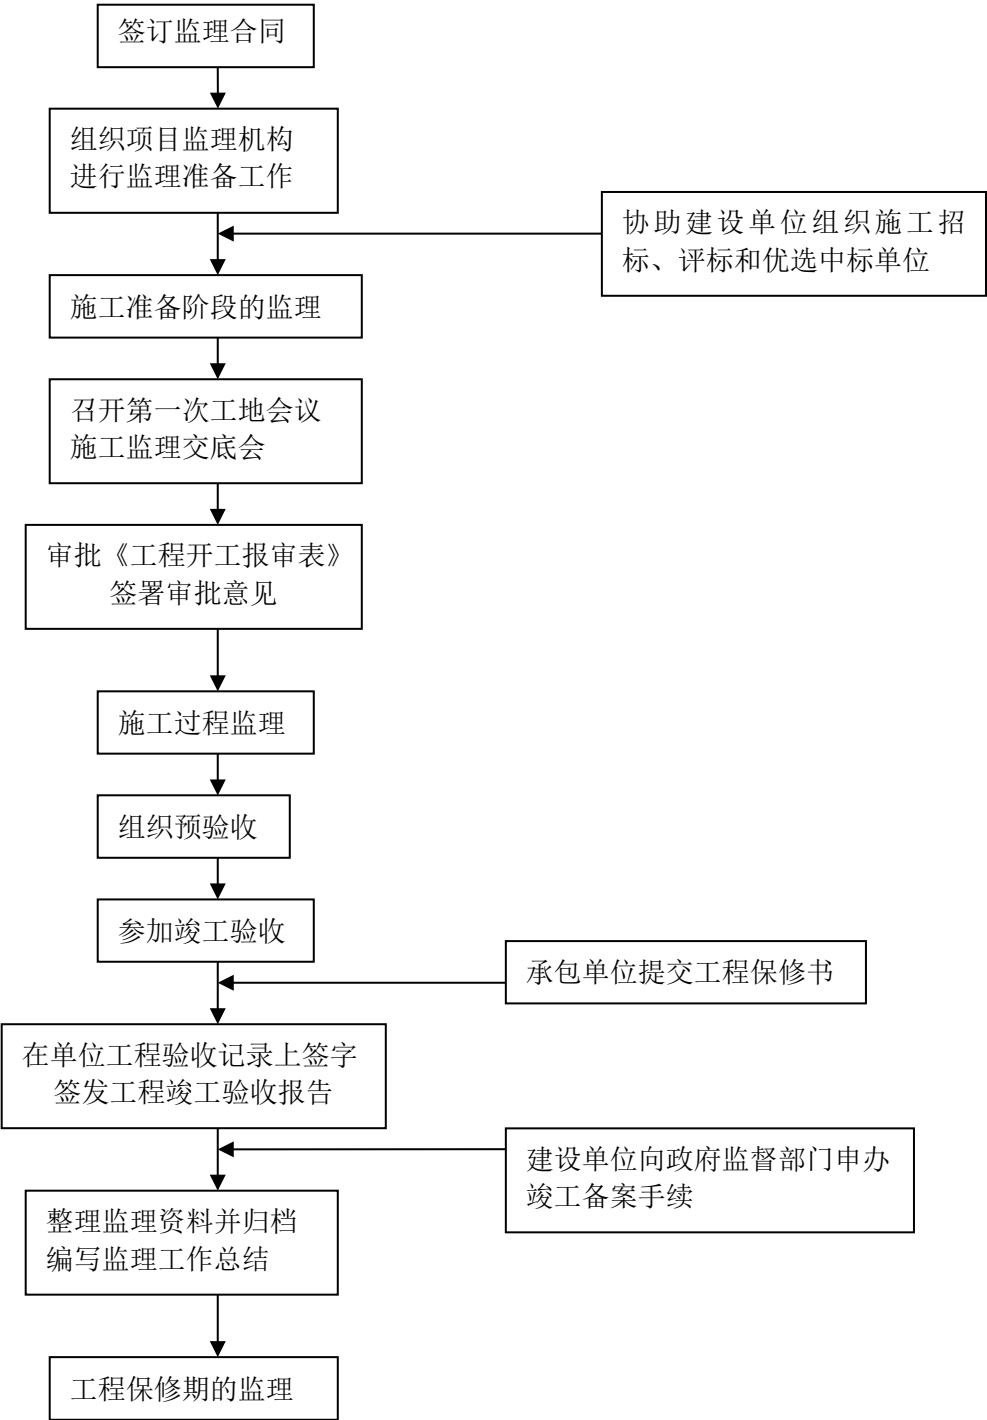 签订监理合同
组织项目监理机构
进行监理准备工作
协助建设单位组织施工招
标、评标和优选中标单位
施工准备阶段的监理
召开第一次工地会议
施工监理交底会
审批《工程开工报审表》
签署审批意见
施工过程监理
组织预验收
参加竣工验收
承包单位提交工程保修书
在单位工程验收记录上签字
签发工程竣工验收报告
建设单位向政府监督部门申办
竣工备案手续
整理监理资料并归档
编写监理工作总结
工程保修期的监理